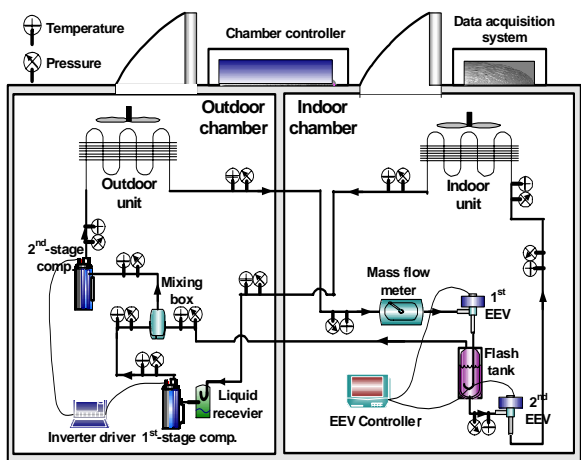 Temperature
Pressure
Chamber controller
Data acquisition
system
Outdoor
chamber
Indoor
chamber
Outdoor
unit
Indoor
unit
2nd-stage
comp.
Mixing
box
Mass flow
meter
1st
EEV
Flash
tank
Liquid
recevier
EEV Controller
2nd
EEV
Inverter driver
1st-stage comp.